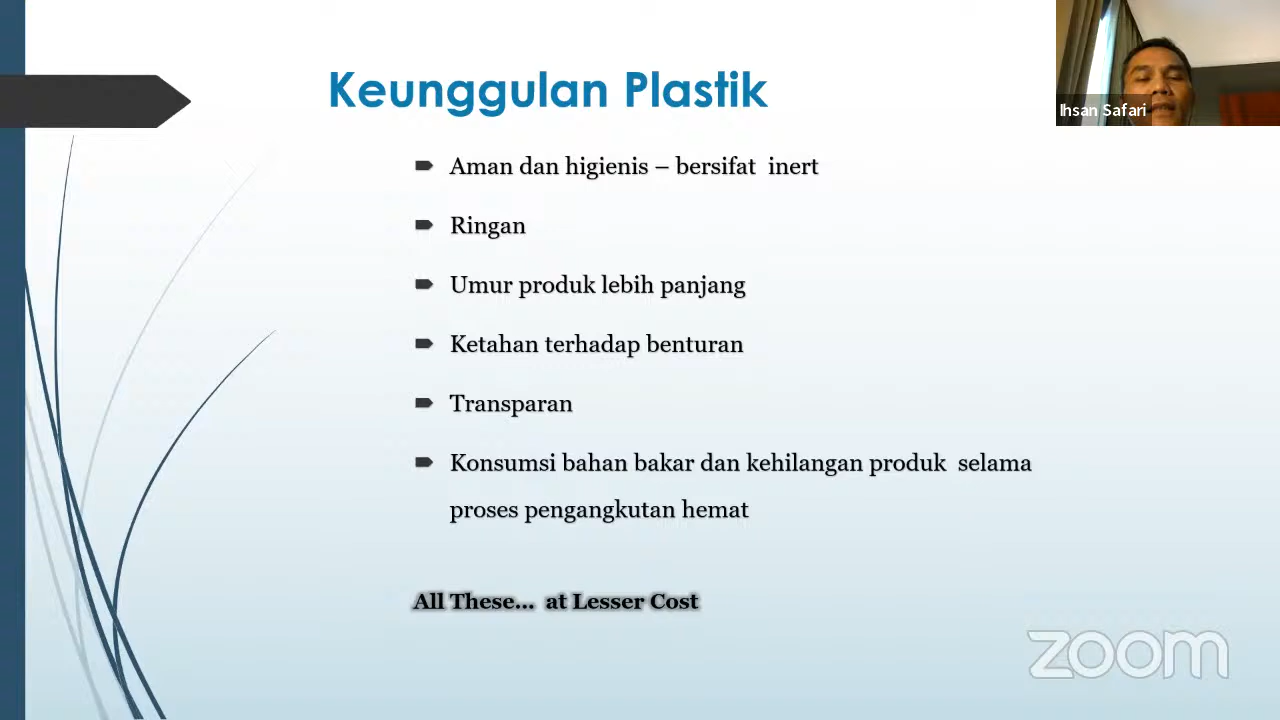 Keunggulan Plastik
Ihsan Safari
Aman dan higienis – bersifat inert
Ringan
Umur produk lebih panjang
Ketahan terhadap benturan
Transparan
Konsumsi bahan bakar dan kehilangan produk selama
proses pengangkutan hemat
All These... at Lesser Cost
zoom